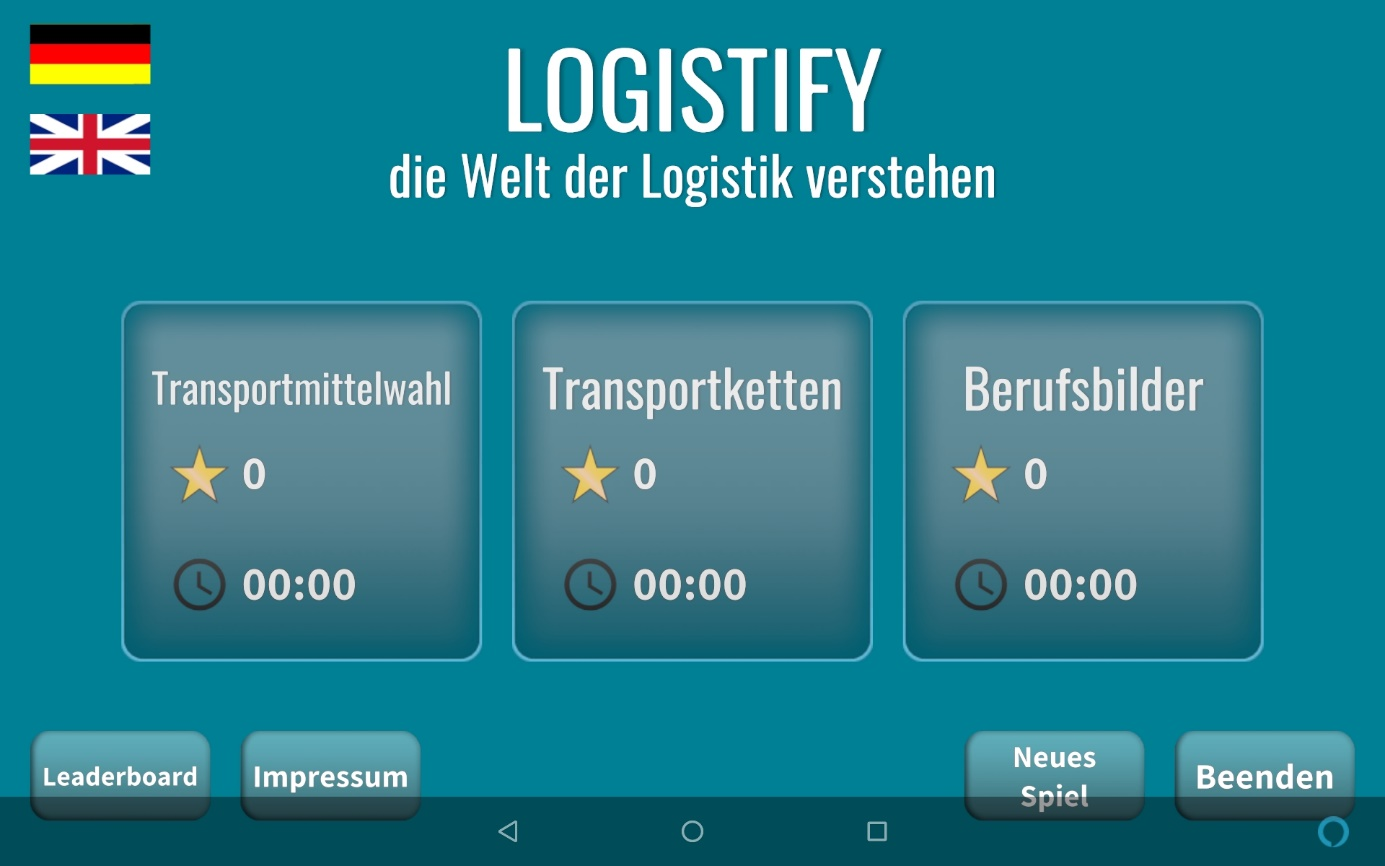 LOGISTIFY
die Welt der Logistik verstehen
Transportmittelwahl
0
00:00
Transportketten
0
00:00
Berufsbilder
0
00:00
Leaderboard
Impressum
Neues
Spiel
Beenden